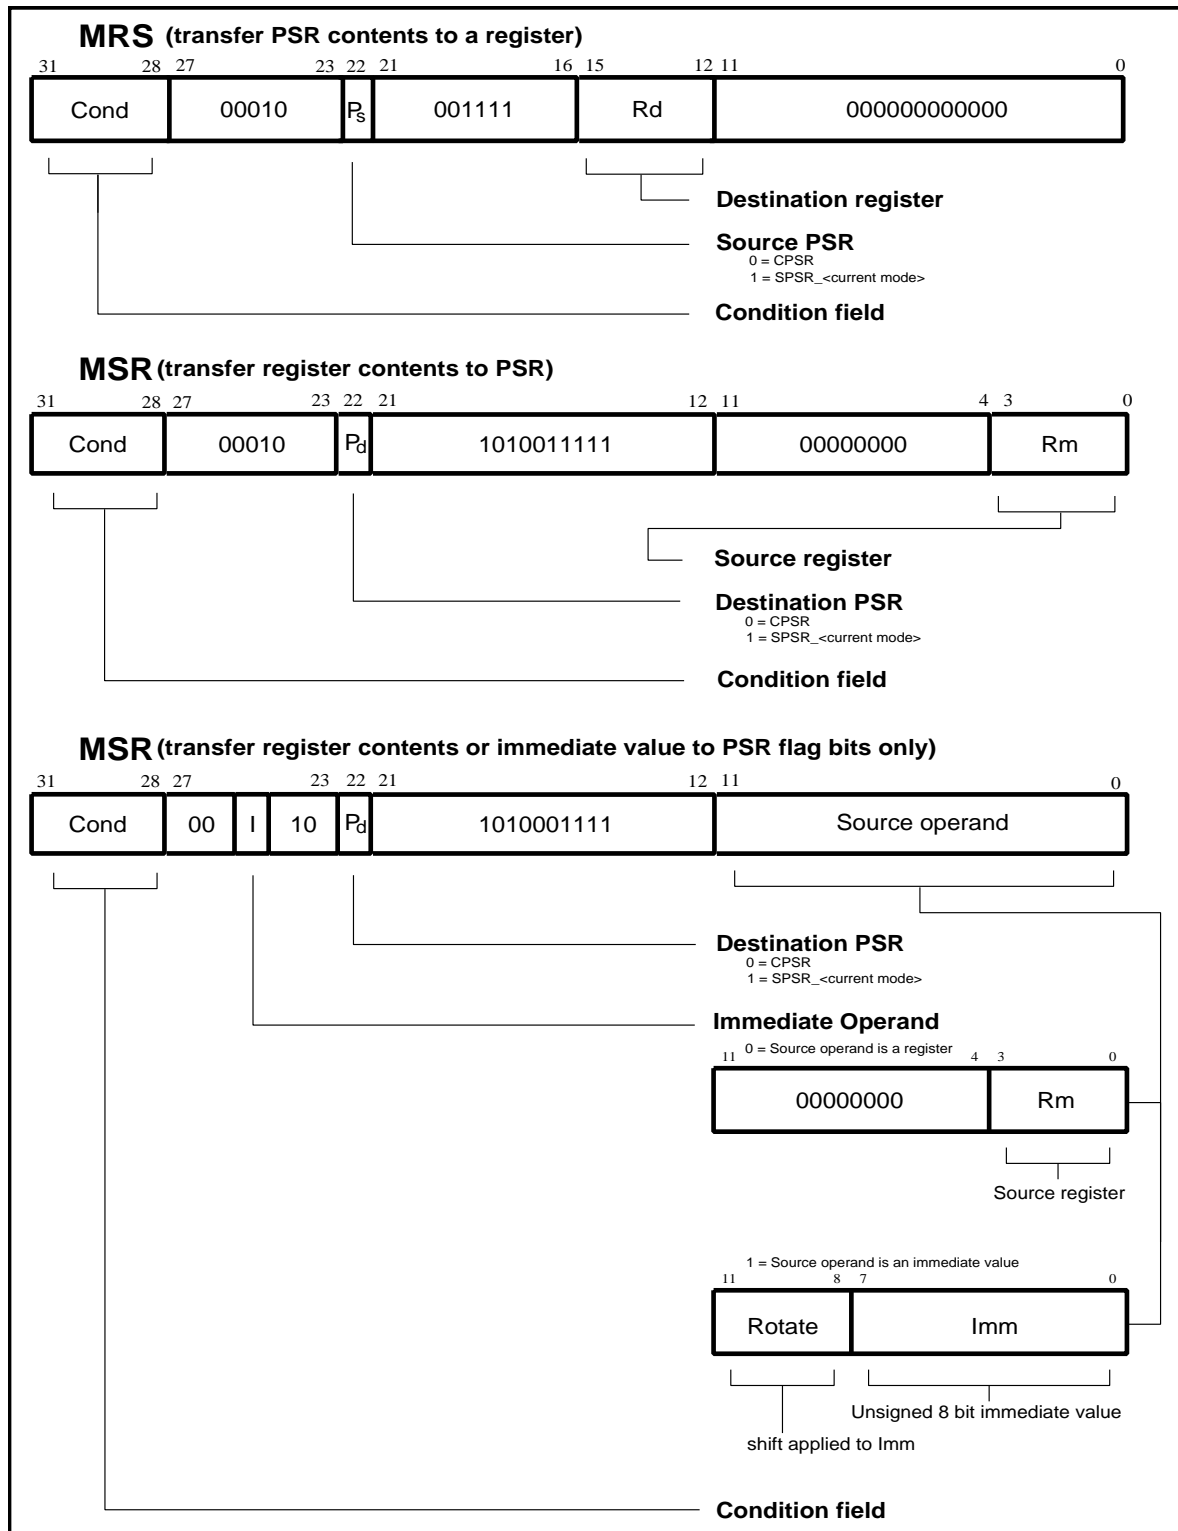 MRS (transfer PSR contents to a register)
31 28 27 23 22 21 16 15 12 11 0
Cond 00010 Ps 001111 Rd 000000000000
Destination register
Source PSR
0 = CPSR
1 = SPSR_<current mode>
Condition field
MSR (transfer register contents to PSR)
31 28 27 23 22 21 12 11 4 3 0
Cond 00010 Pd 1010011111 00000000 Rm
Source register
Destination PSR
0 = CPSR
1 = SPSR_<current mode>
Condition field
MSR (transfer register contents or immediate value to PSR flag bits only)
31 28 27 23 22 21 12 11 0
Cond 00 I 10 Pd 1010001111 Source operand
Destination PSR
0 = CPSR
1 = SPSR_<current mode>
Immediate Operand
0 = Source operand is a register
11 4 3 0
00000000 Rm
Source register
1 = Source operand is an immediate value
11 8 7 0
Rotate Imm
Unsigned 8 bit immediate value
shift applied to Imm
Condition field